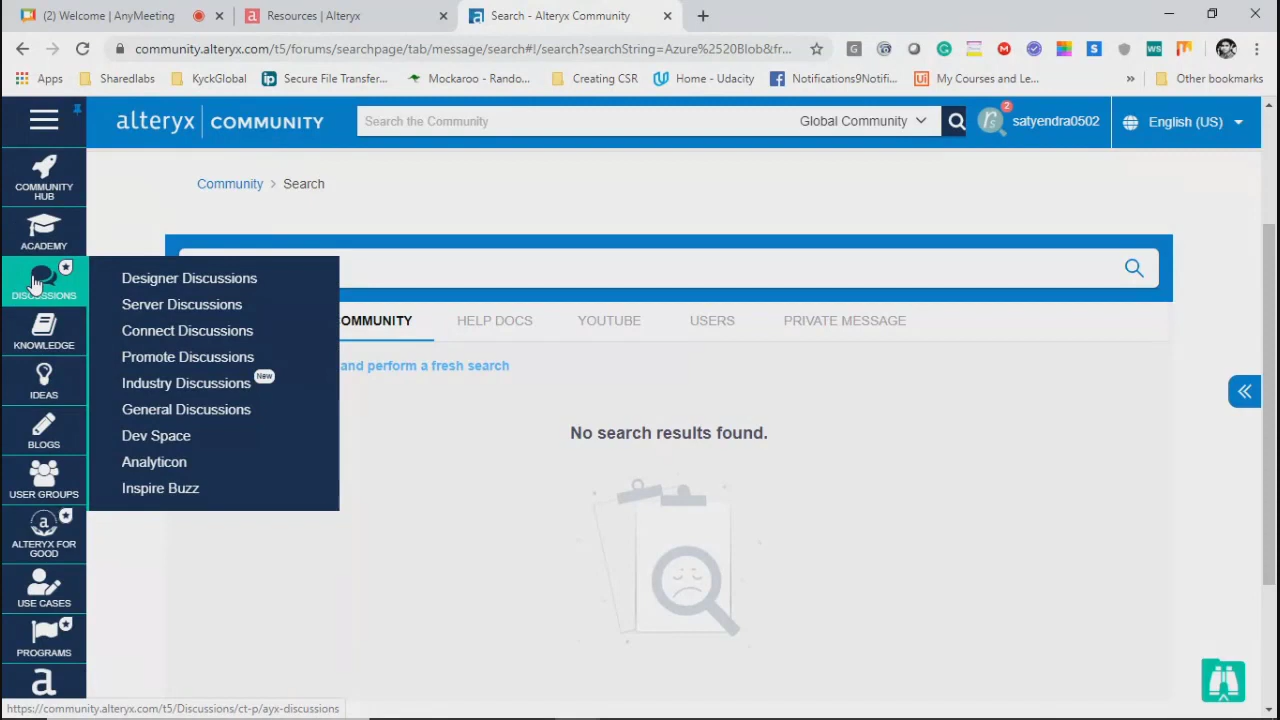 (2) Welcome | AnyMeeting
Resources | Alteryx
Search - Alteryx Community
community.alteryx.com/t5/forums/searchpage/tab/message/search#!/search?searchString=Azure%2520Blob&fr...
Apps
Sharedlabs
KyckGlobal
Secure File Transfer...
Mockaroo - Rando...
Creating CSR
Home - Udacity
Notifications9Notifi...
My Courses and Le...
»
Other bookmarks
alteryx COMMUNITY
Search the Community
Global Community
2
satyendra0502
English (US)
COMMUNITY
HUB
ACADEMY
DISCUSSIONS
KNOWLEDGE
IDEAS
BLOGS
USER GROUPS
ALTERYX FOR
GOOD
USE CASES
PROGRAMS
a
Community > Search
Designer Discussions
Server Discussions
Connect Discussions
Promote Discussions
Industry Discussions New
General Discussions
Dev Space
Analyticon
Inspire Buzz
OMMUNITY
HELP DOCS
YOUTUBE
USERS
PRIVATE MESSAGE
and perform a fresh search
No search results found.
https://community.alteryx.com/t5/Discussions/ct-p/ayx-discussions